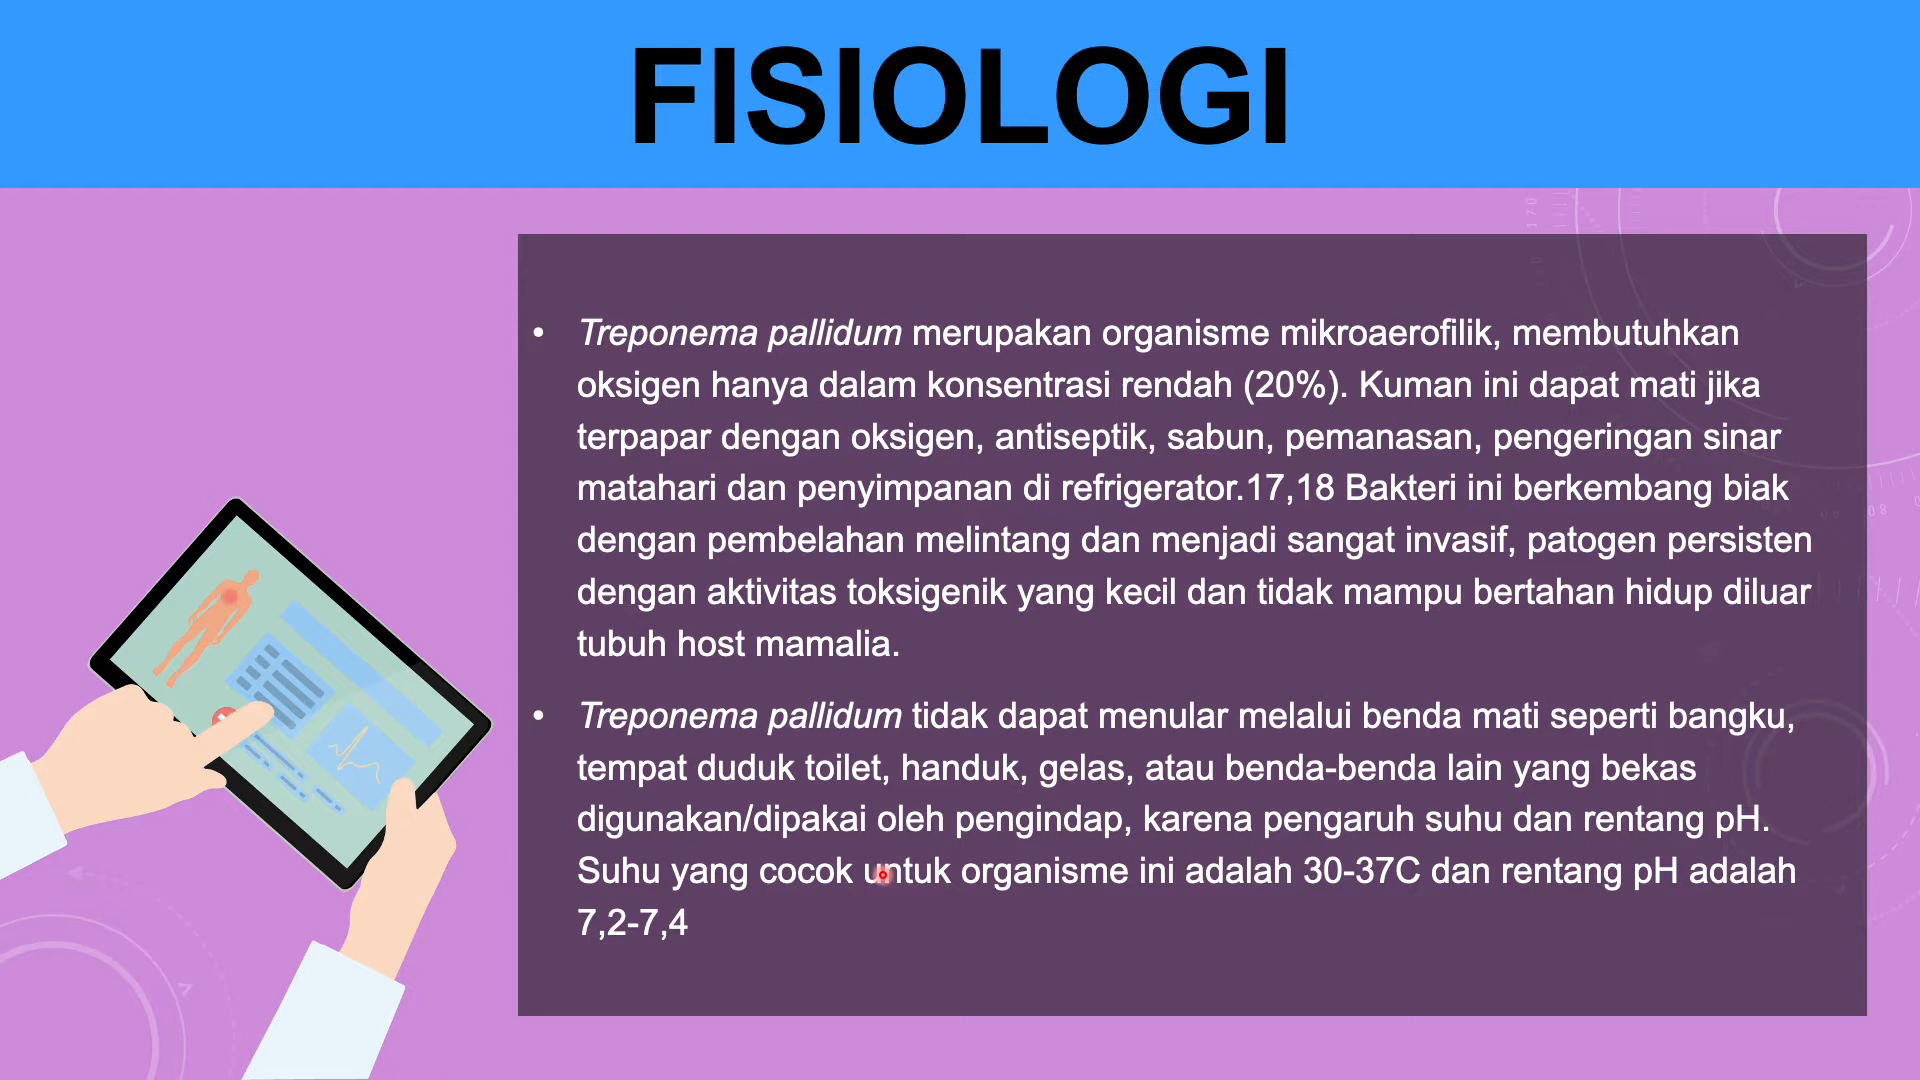 FISIOLOGI
• Treponema pallidum merupakan organisme mikroaerofilik, membutuhkan
oksigen hanya dalam konsentrasi rendah (20%). Kuman ini dapat mati jika
terpapar dengan oksigen, antiseptik, sabun, pemanasan, pengeringan sinar
matahari dan penyimpanan di refrigerator.17,18 Bakteri ini berkembang biak
dengan pembelahan melintang dan menjadi sangat invasif, patogen persisten
dengan aktivitas toksigenik yang kecil dan tidak mampu bertahan hidup diluar
tubuh host mamalia.
• Treponema pallidum tidak dapat menular melalui benda mati seperti bangku,
tempat duduk toilet, handuk, gelas, atau benda-benda lain yang bekas
digunakan/dipakai oleh pengindap, karena pengaruh suhu dan rentang pH.
Suhu yang cocok untuk organisme ini adalah 30-37C dan rentang pH adalah
7,2-7,4